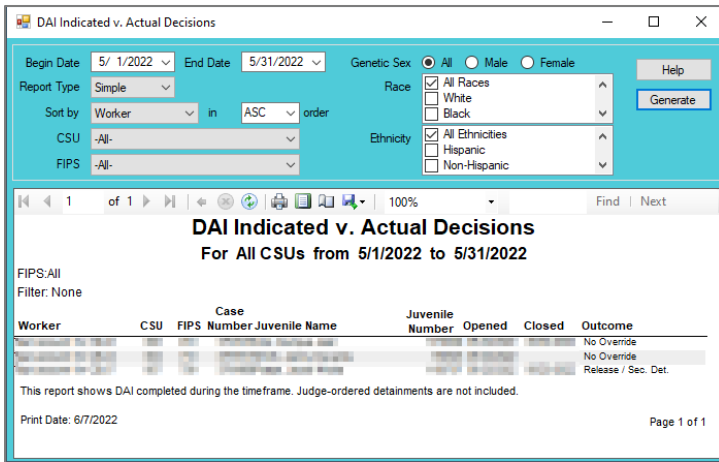 DAI Indicated v. Actual Decisions
Begin Date 5/ 1/2022 End Date 5/31/2022 Genetic Sex All Male Female Help
Report Type Simple Race All Races
White
Black
Generate
Sort by Worker in ASC order
CSU -All- Ethnicity All Ethnicities
Hispanic
Non-Hispanic
FIPS -All-
1 of 1 100% Find | Next
DAI Indicated v. Actual Decisions
For All CSUs from 5/1/2022 to 5/31/2022
FIPS:All
Filter: None
Worker CSU FIPS Case Number Juvenile Name Juvenile Number Opened Closed Outcome
No Override
No Override
Release / Sec. Det.
This report shows DAI completed during the timeframe. Judge-ordered detainments are not included.
Print Date: 6/7/2022 Page 1 of 1